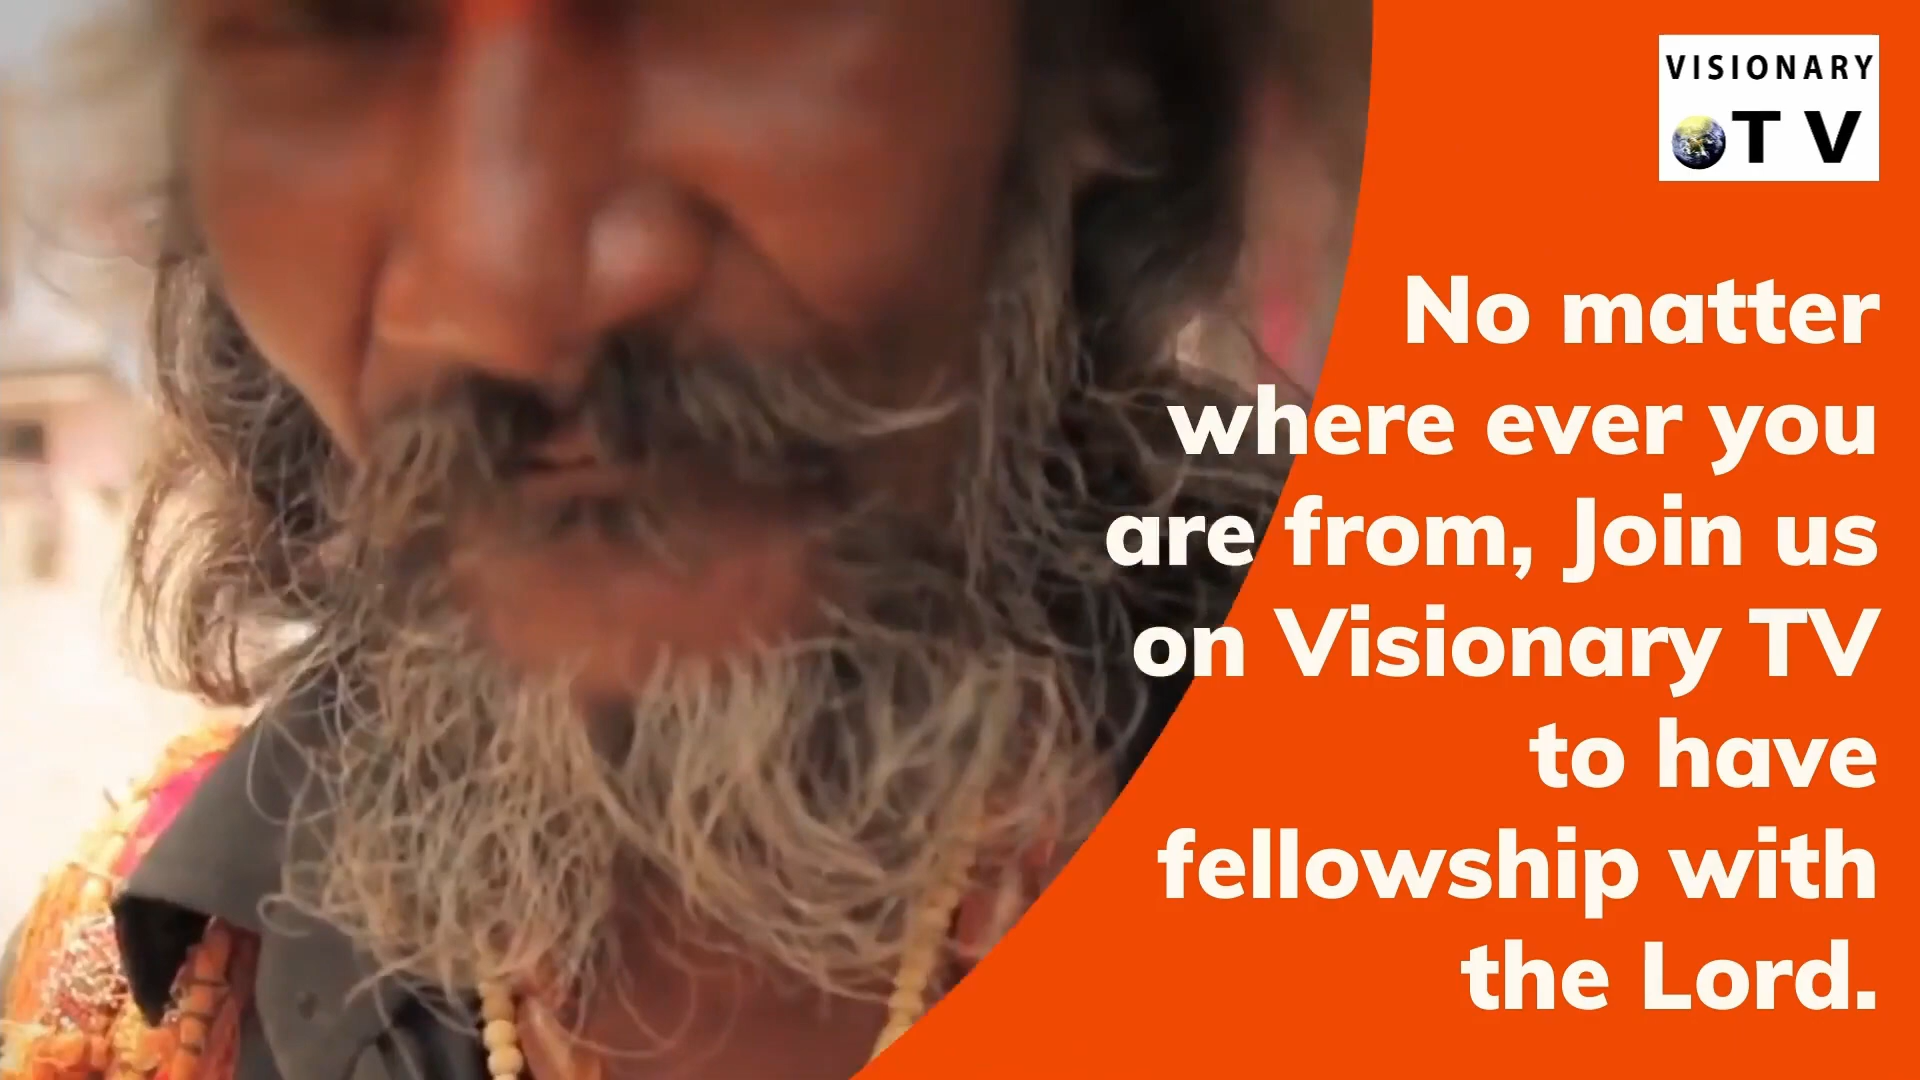 VISIONARY
TV
No matter
where ever you
are from, Join us
on Visionary TV
to have
fellowship with
the Lord.